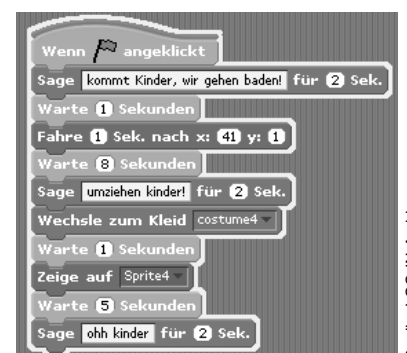 Wenn angeklickt
Sage kommt Kinder, wir gehen baden! für 2 Sek.
Warte 1 Sekunden
Fahre 1 Sek. nach x: 41 y: 1
Warte 8 Sekunden
Sage umziehen kinder! für 2 Sek.
Wechsle zum Kleid costume4
Warte 1 Sekunden
Zeige auf Sprite4
Warte 5 Sekunden
Sage ohh kinder für 2 Sek.